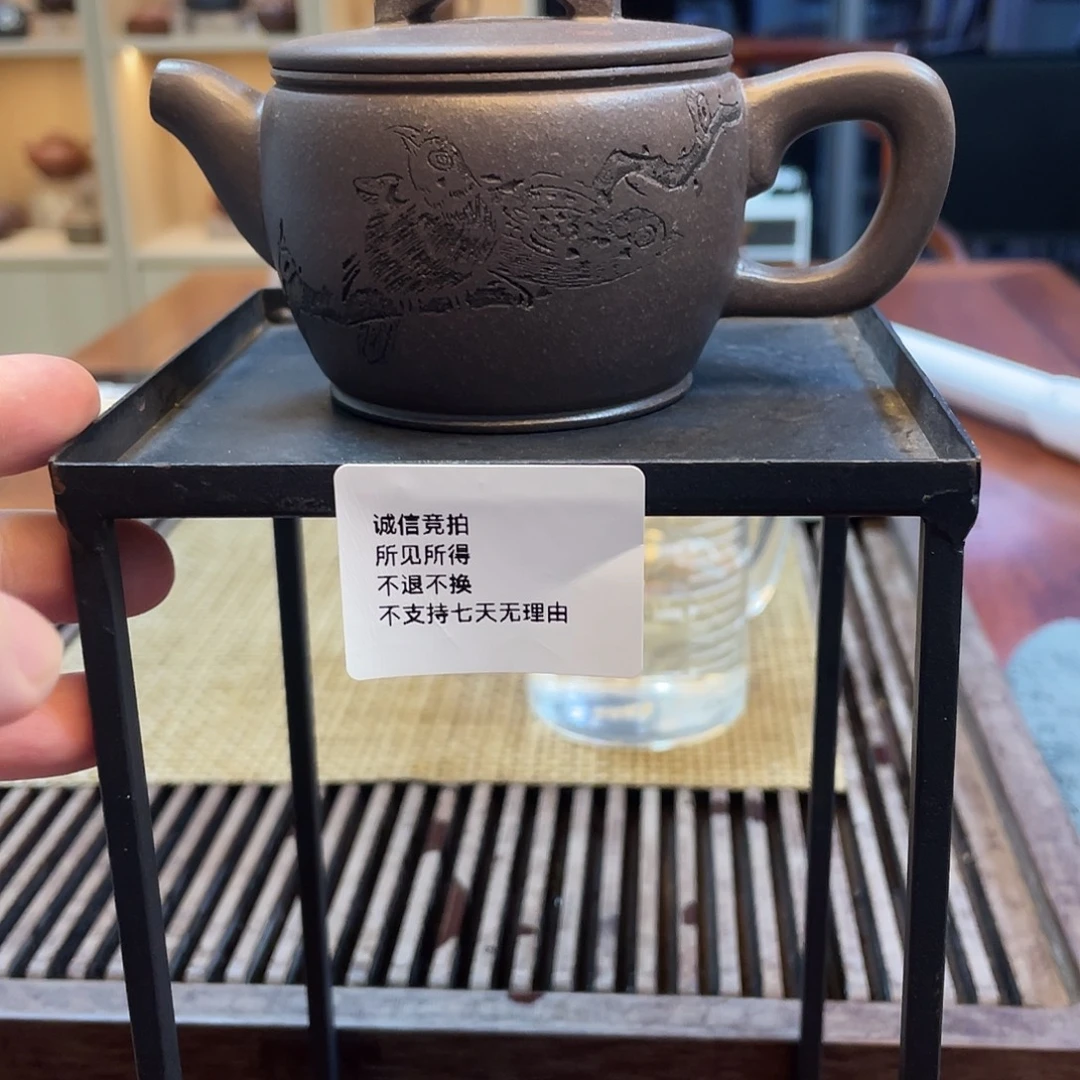 诚信竞拍
所见所得
不退不换
不支持七天无理由